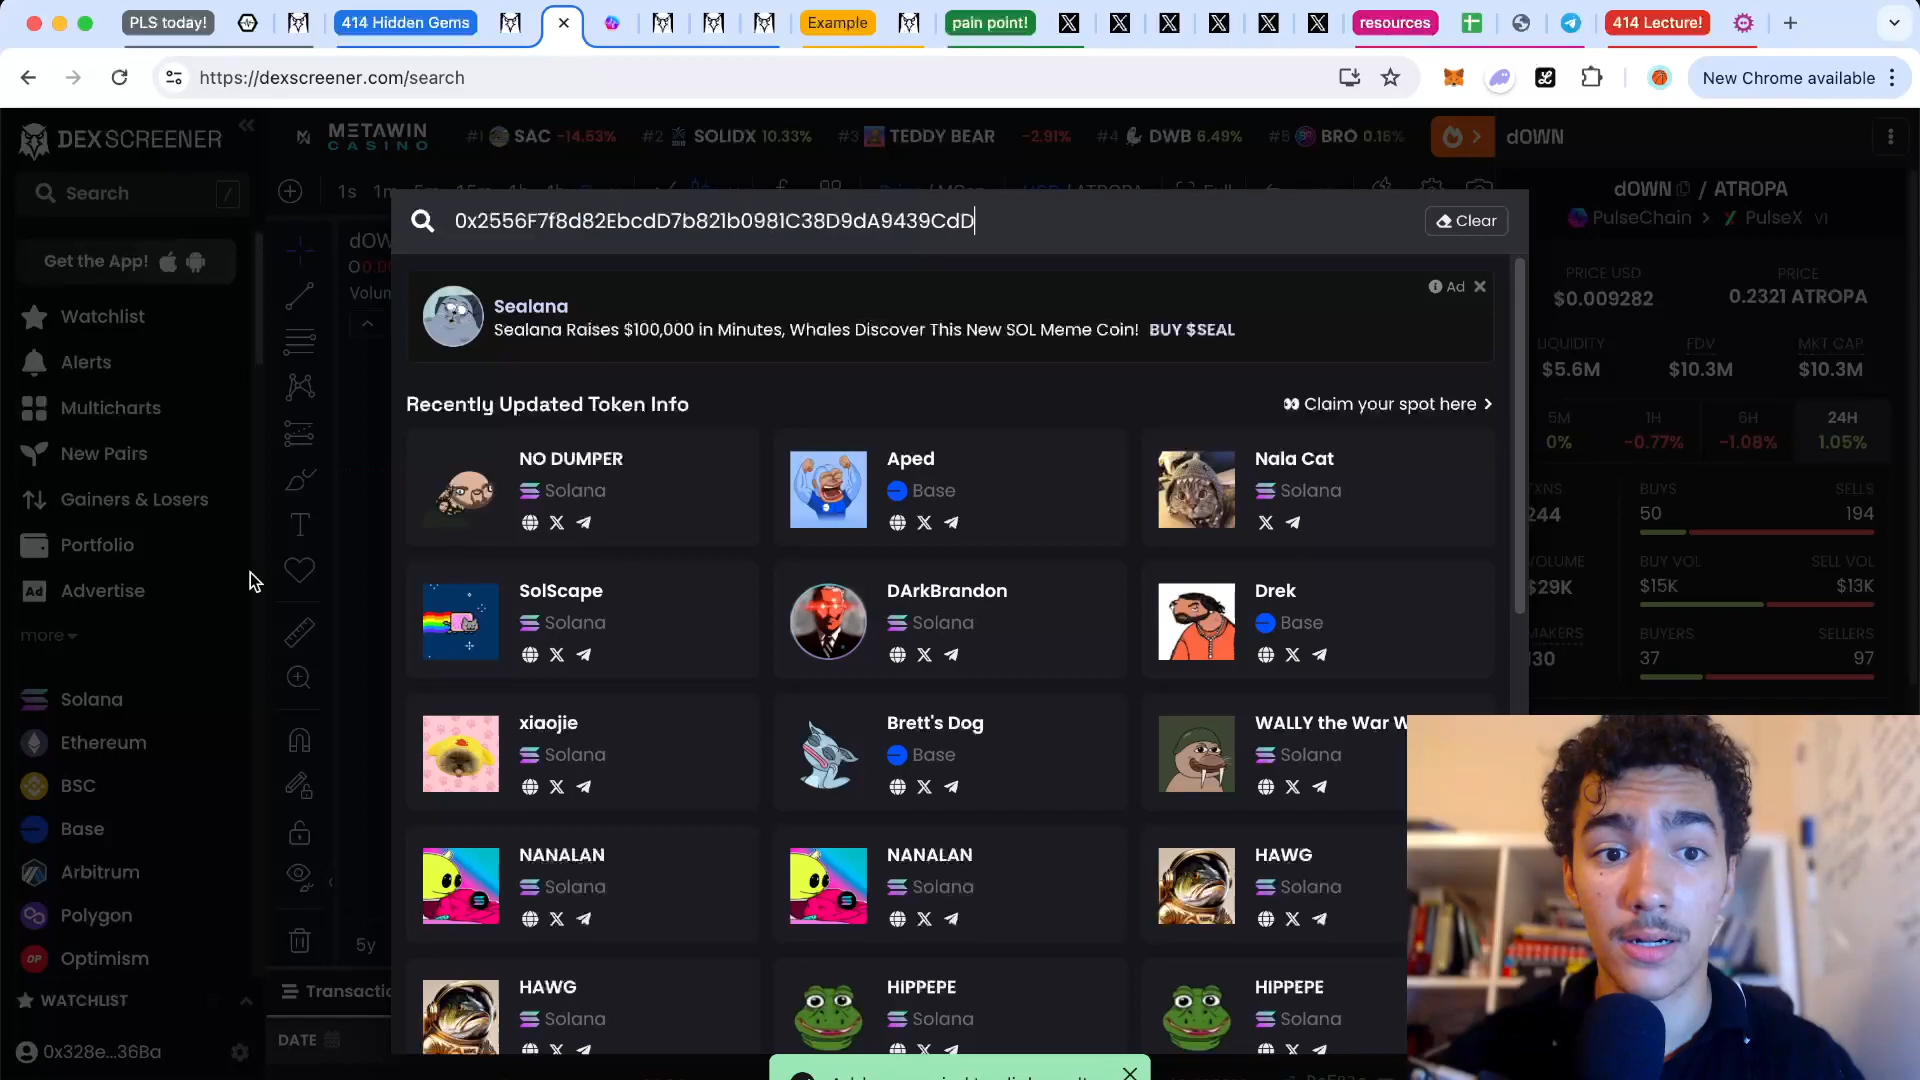 PLS today!
414 Hidden Gems
Example
pain point!
resources
414 Lecture!
https://dexscreener.com/search
New Chrome available
DEX SCREENER
METAWIN
CASINO
#1 SAC -14.53%
#2 SOLIDX 10.33%
#3 TEDDY BEAR -2.91%
#4 DWB 6.49%
#5 BRO 0.16%
dOWN
Search /
1s
dOWN / ATROPA
PulseChain > PulseX V1
0x2556F7f8d82EbcdD7b821b0981C38D9dA9439CdD
Clear
Get the App!
Watchlist
Alerts
Multicharts
New Pairs
Gainers & Losers
Portfolio
Advertise
more
Solana
Ethereum
BSC
Base
Arbitrum
Polygon
Optimism
WATCHLIST
0x328e...36Ba
Volum
5y
Transactio
DATE
Ad
Sealana
Sealana Raises $100,000 in Minutes, Whales Discover This New SOL Meme Coin! BUY $SEAL
Recently Updated Token Info
Claim your spot here
NO DUMPER
Solana
Aped
Base
Nala Cat
Solana
SolScape
Solana
DArkBrandon
Solana
Drek
Base
xiaojie
Solana
Brett's Dog
Base
WALLY the War W
Solana
NANALAN
Solana
NANALAN
Solana
HAWG
Solana
HAWG
Solana
HIPPEPE
Solana
HIPPEPE
Solana
PRICE USD
$0.009282
PRICE
0.2321 ATROPA
LIQUIDITY
$5.6M
FDV
$10.3M
MKT CAP
$10.3M
5M
0%
1H
-0.77%
6H
-1.08%
24H
1.05%
TXNS
244
BUYS
50
SELLS
194
VOLUME
$29K
BUY VOL
$15K
SELL VOL
$13K
MAKERS
130
BUYERS
37
SELLERS
97